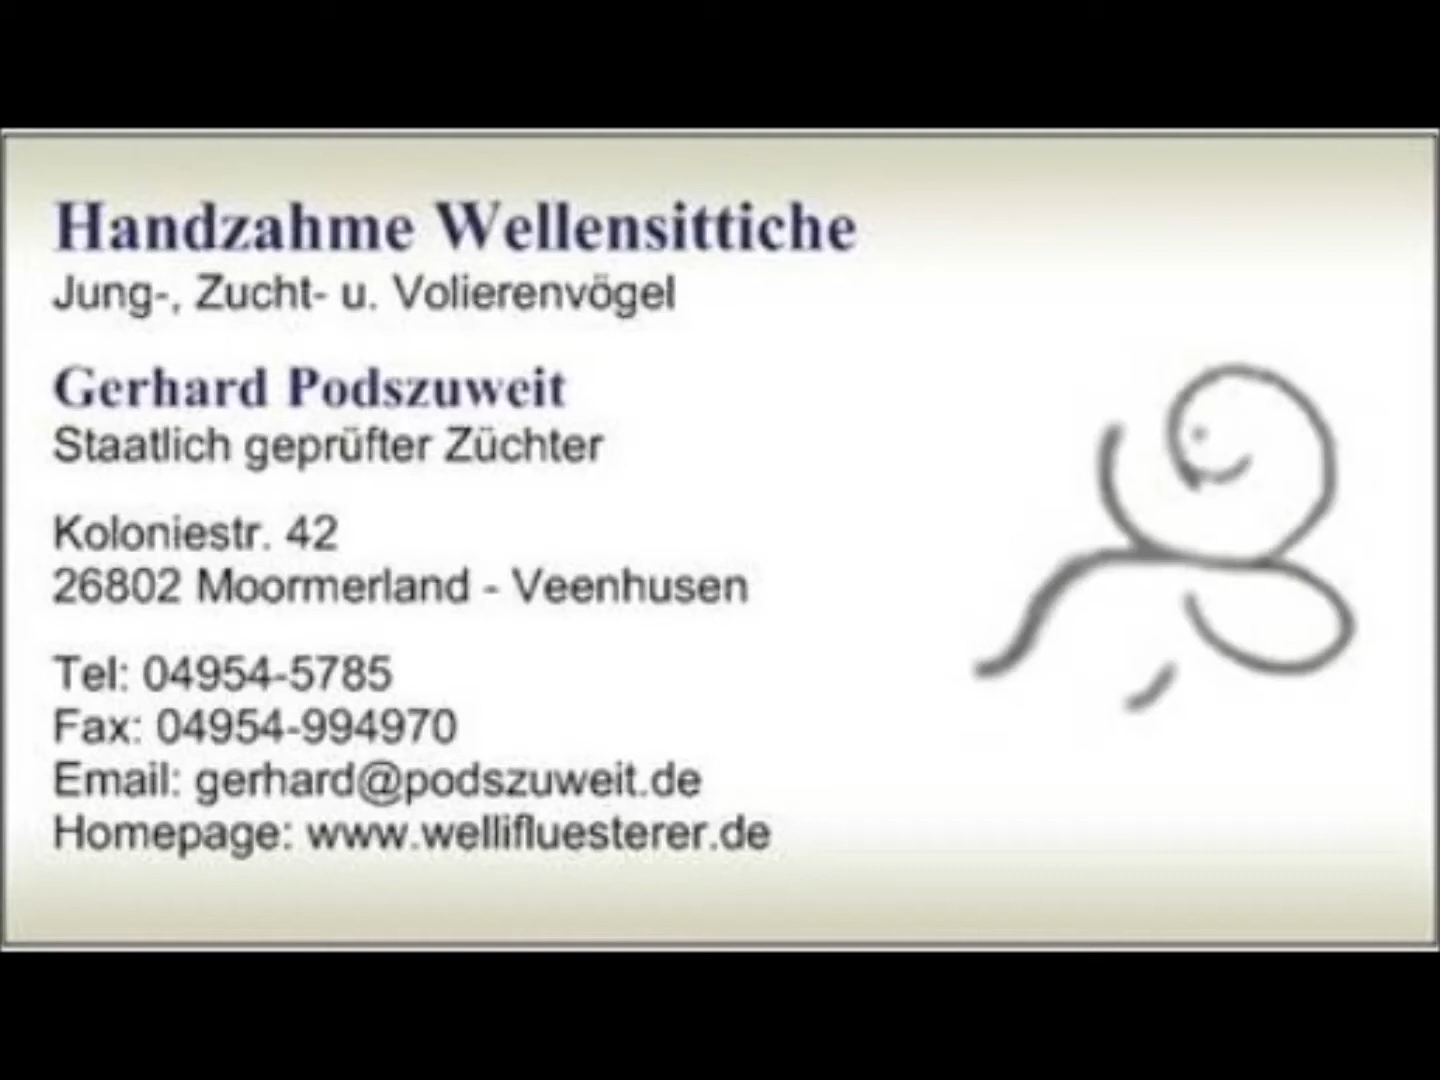 Handzahme Wellensittiche
Jung-, Zucht- u. Volierenvögel
Gerhard Podszuweit
Staatlich geprüfter Züchter
Koloniestr. 42
26802 Moormerland - Veenhusen
Tel: 04954-5785
Fax: 04954-994970
Email: gerhard@podszuweit.de
Homepage: www.wellifluesterer.de